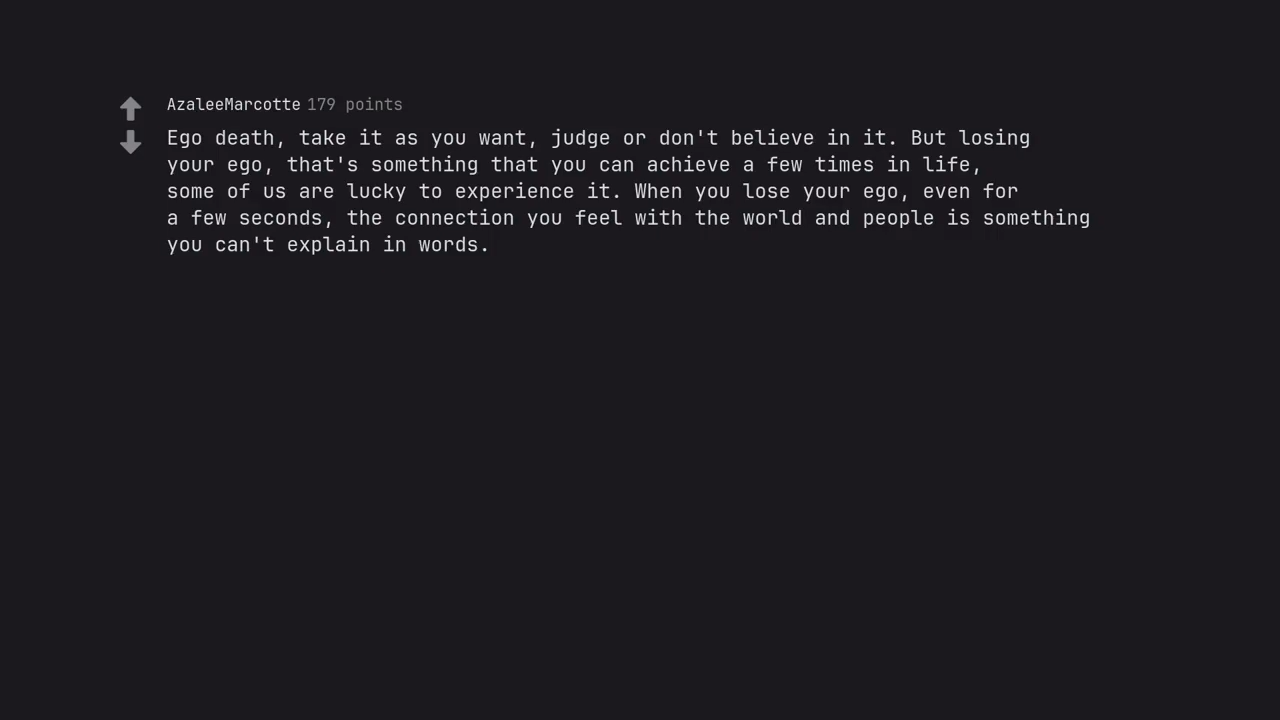 AzaleeMarcotte 179 points
Ego death, take it as you want, judge or don't believe in it. But losing
your ego, that's something that you can achieve a few times in life,
some of us are lucky to experience it. When you lose your ego, even for
a few seconds, the connection you feel with the world and people is something
you can't explain in words.